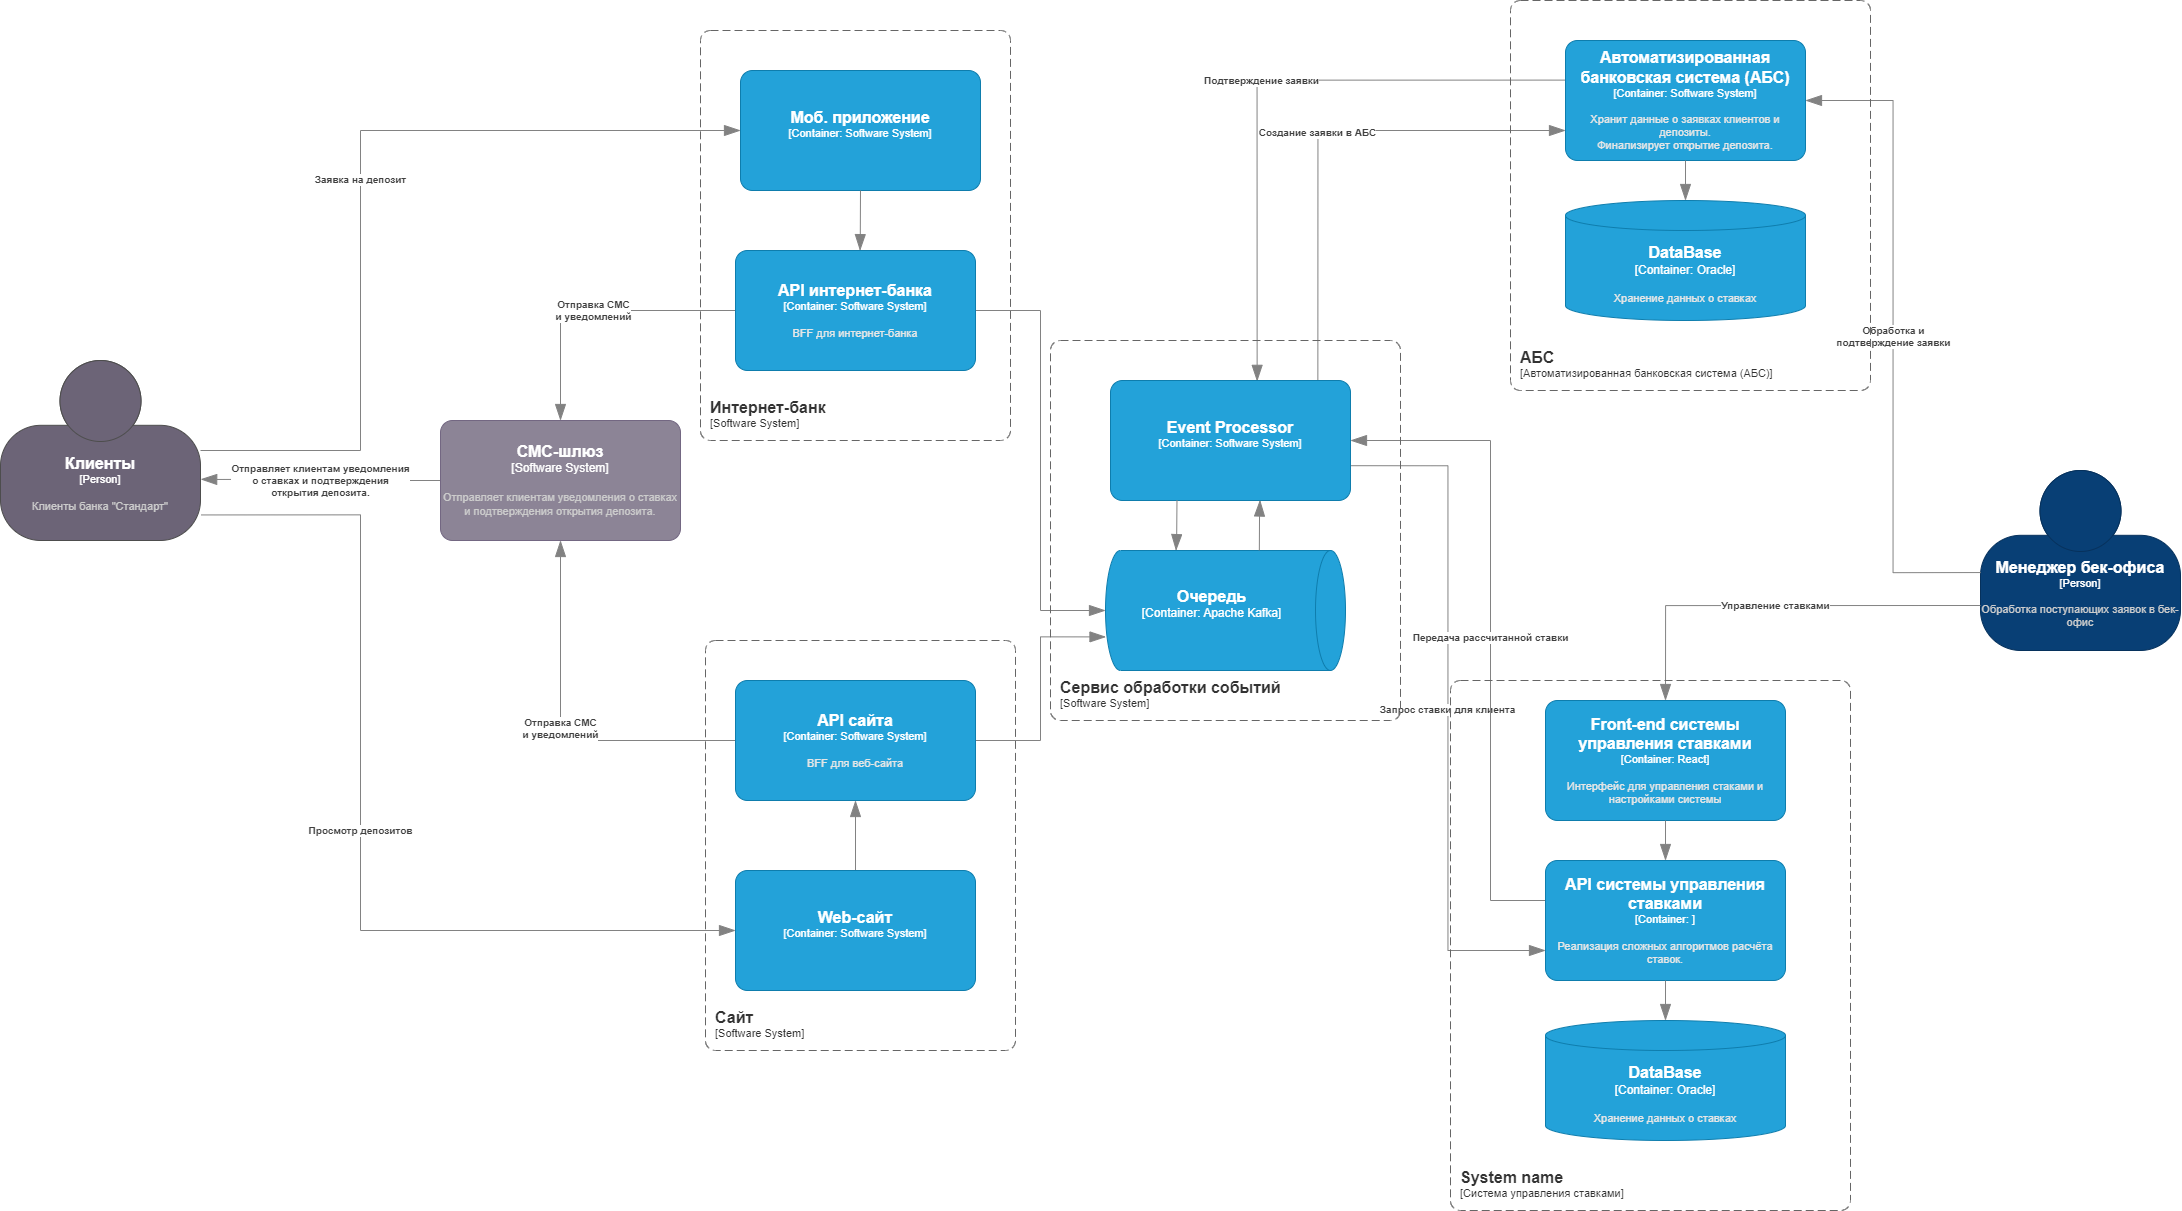 Клиенты
[Person]
Клиенты банка "Стандарт"
Заявка на депозит
Отправляет клиентам уведомления
о ставках и подтверждения
открытия депозита.
Просмотр депозитов
СМС-шлюз
[Software System]
Отправляет клиентам уведомления о ставках
и подтверждения открытия депозита.
Отправка СМС
и уведомлений
Отправка СМС
и уведомлений
Моб. приложение
[Container: Software System]
API интернет-банка
[Container: Software System]
BFF для интернет-банка
Интернет-банк
[Software System]
API сайта
[Container: Software System]
BFF для веб-сайта
Web-сайт
[Container: Software System]
Сайт
[Software System]
Подтверждение заявки
Создание заявки в АБС
Event Processor
[Container: Software System]
Очередь
[Container: Apache Kafka]
Сервис обработки событий
[Software System]
Передача рассчитанной ставки
Запрос ставки для клиента
Автоматизированная
банковская система (АБС)
[Container: Software System]
Хранит данные о заявках клиентов и
депозиты.
Финализирует открытие депозита.
DataBase
[Container: Oracle]
Хранение данных о ставках
АБС
[Автоматизированная банковская система (АБС)]
Обработка и
подтверждение заявки
Менеджер бек-офиса
[Person]
Обработка поступающих заявок в бек-
офис
Управление ставками
Front-end системы
управления ставками
[Container: React]
Интерфейс для управления стаками и
настройками системы
API системы управления
ставками
[Container: ]
Реализация сложных алгоритмов расчёта
ставок.
DataBase
[Container: Oracle]
Хранение данных о ставках
System name
[Система управления ставками]